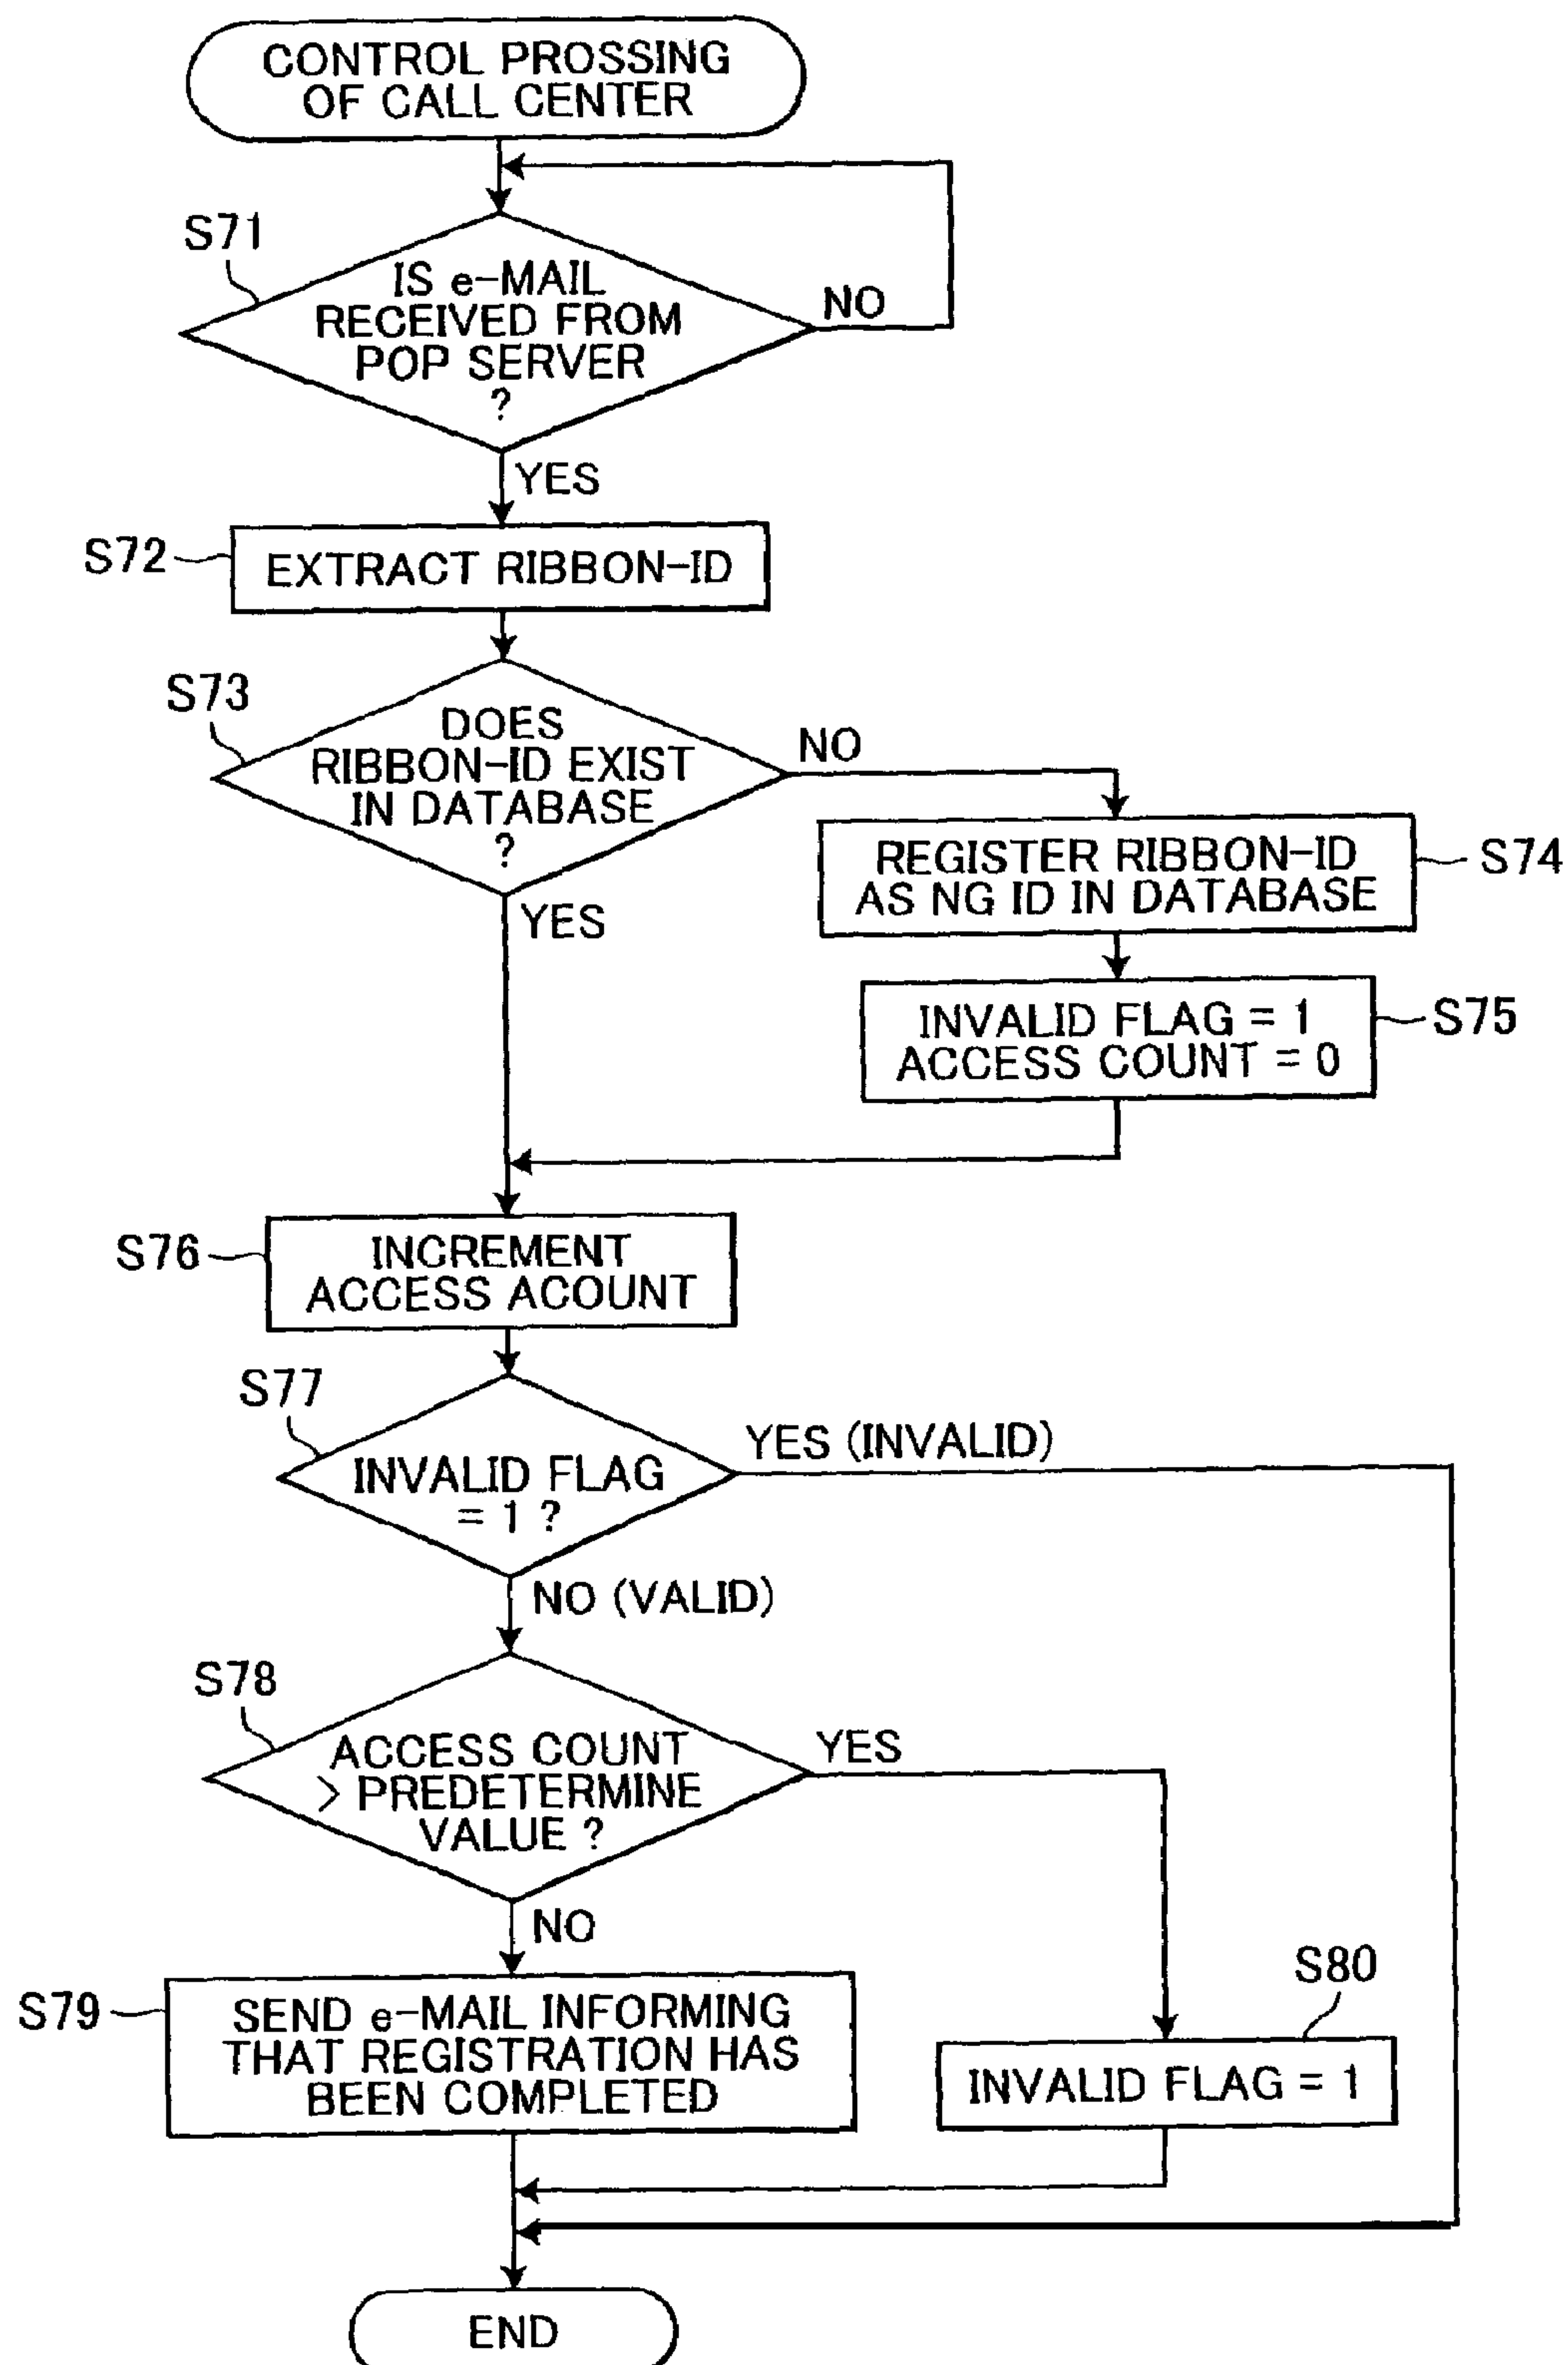 CONTROL PROSSING
OF CALL CENTER
S71
IS e-MAIL
RECEIVED FROM
POP SERVER
?
NO
YES
S72
EXTRACT RIBBON-ID
S73
DOES
RIBBON-ID EXIST
IN DATABASE
?
NO
YES
REGISTER RIBBON-ID
AS NG ID IN DATABASE
S74
INVALID FLAG = 1
ACCESS COUNT = 0
S75
S76
INCREMENT
ACCESS ACOUNT
S77
INVALID FLAG
= 1 ?
YES (INVALID)
NO (VALID)
S78
ACCESS COUNT
> PREDETERMINE
VALUE ?
YES
NO
S79
SEND e-MAIL INFORMING
THAT REGISTRATION HAS
BEEN COMPLETED
S80
INVALID FLAG = 1
END